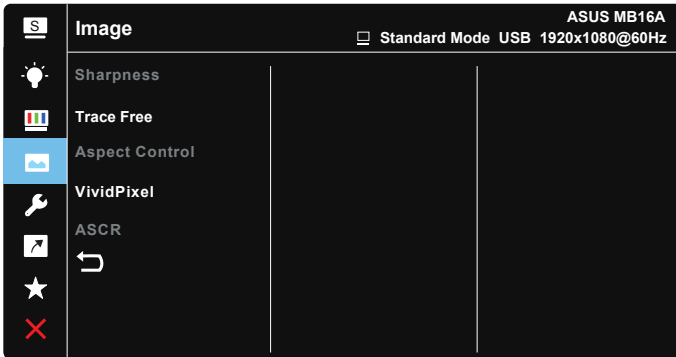 S
Image
ASUS MB16A
Standard Mode USB 1920x1080@60Hz
Sharpness
Trace Free
Aspect Control
VividPixel
ASCR